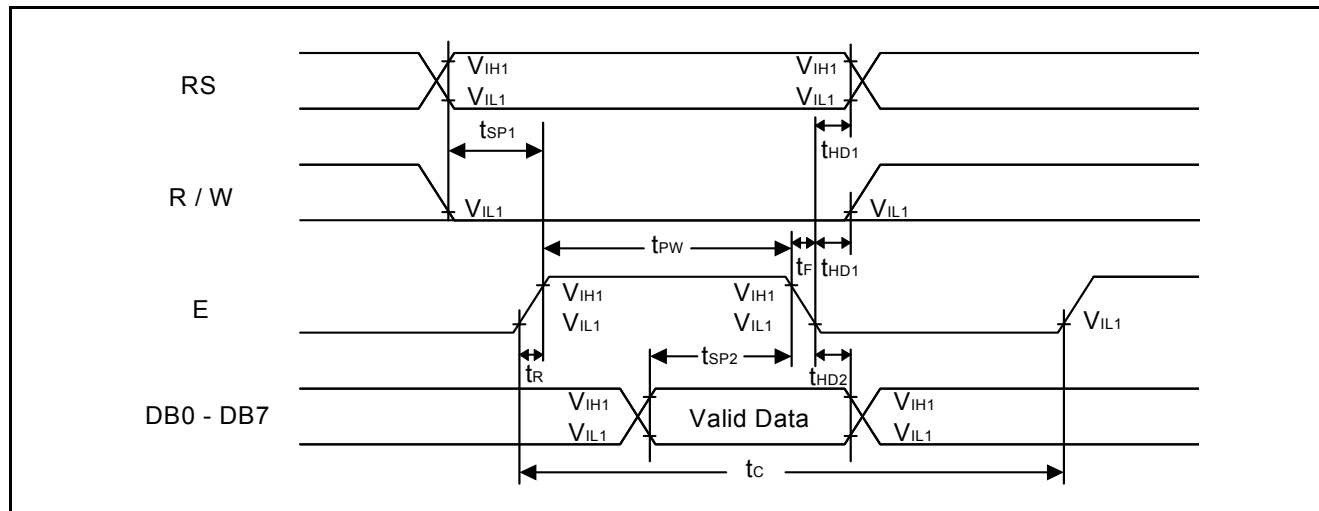 RS
VIH1
VIL1
VIH1
VIL1
tSP1
tHD1
R / W
VIL1
VIL1
tPW
tF
tHD1
E
VIH1
VIL1
VIH1
VIL1
VIL1
tR
tSP2
tHD2
DB0 - DB7
VIH1
VIL1
Valid Data
VIH1
VIL1
tC